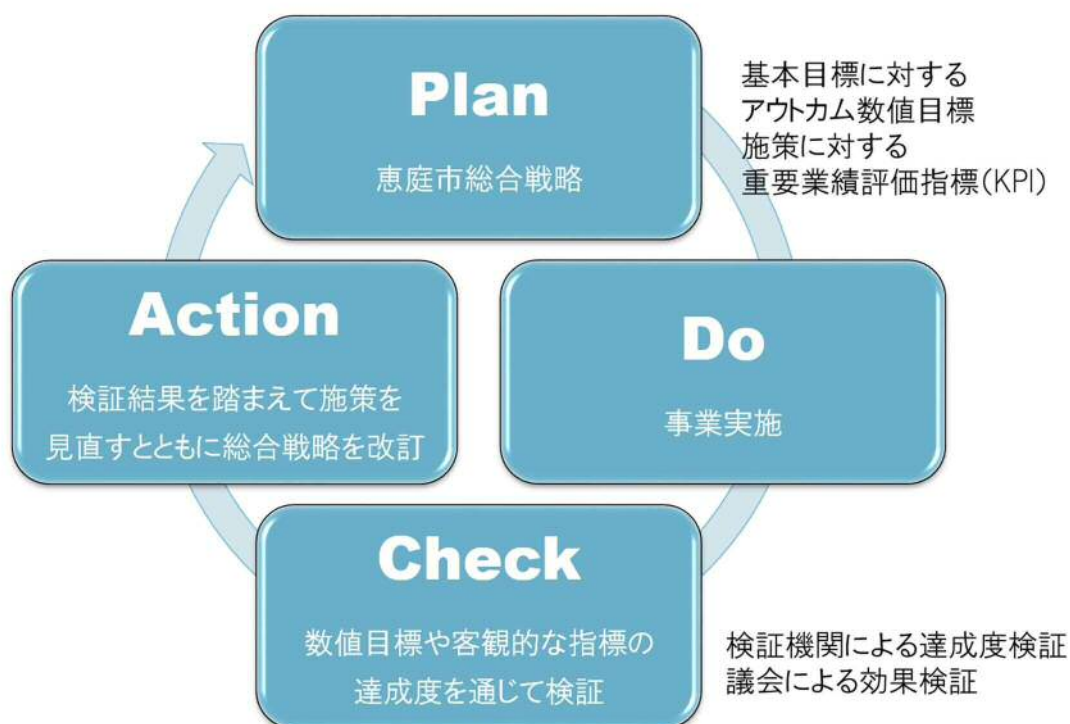 Plan
恵庭市総合戦略
基本目標に対する
アウトカム数値目標
施策に対する
重要業績評価指標(KPI)
Do
事業実施
Check
数値目標や客観的な指標の
達成度を通じて検証
検証機関による達成度検証
議会による効果検証
Action
検証結果を踏まえて施策を
見直すとともに総合戦略を改訂